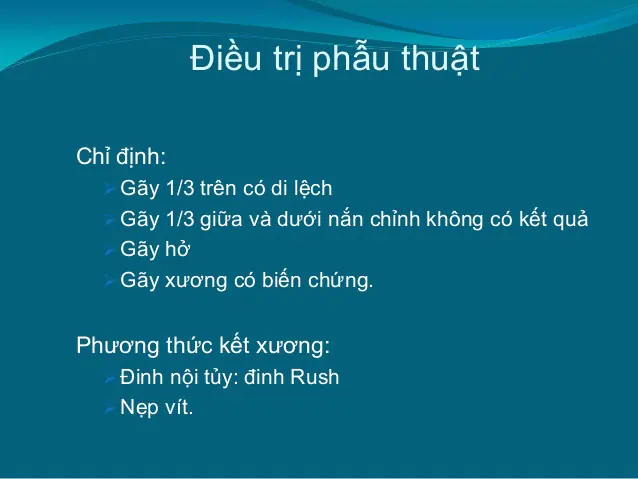 Điều trị phẫu thuật
Chỉ định:
Gãy 1/3 trên có di lệch
Gãy 1/3 giữa và dưới nắn chỉnh không có kết quả
Gãy hở
Gãy xương có biến chứng.
Phương thức kết xương:
Đinh nội tủy: đinh Rush
Nẹp vít.